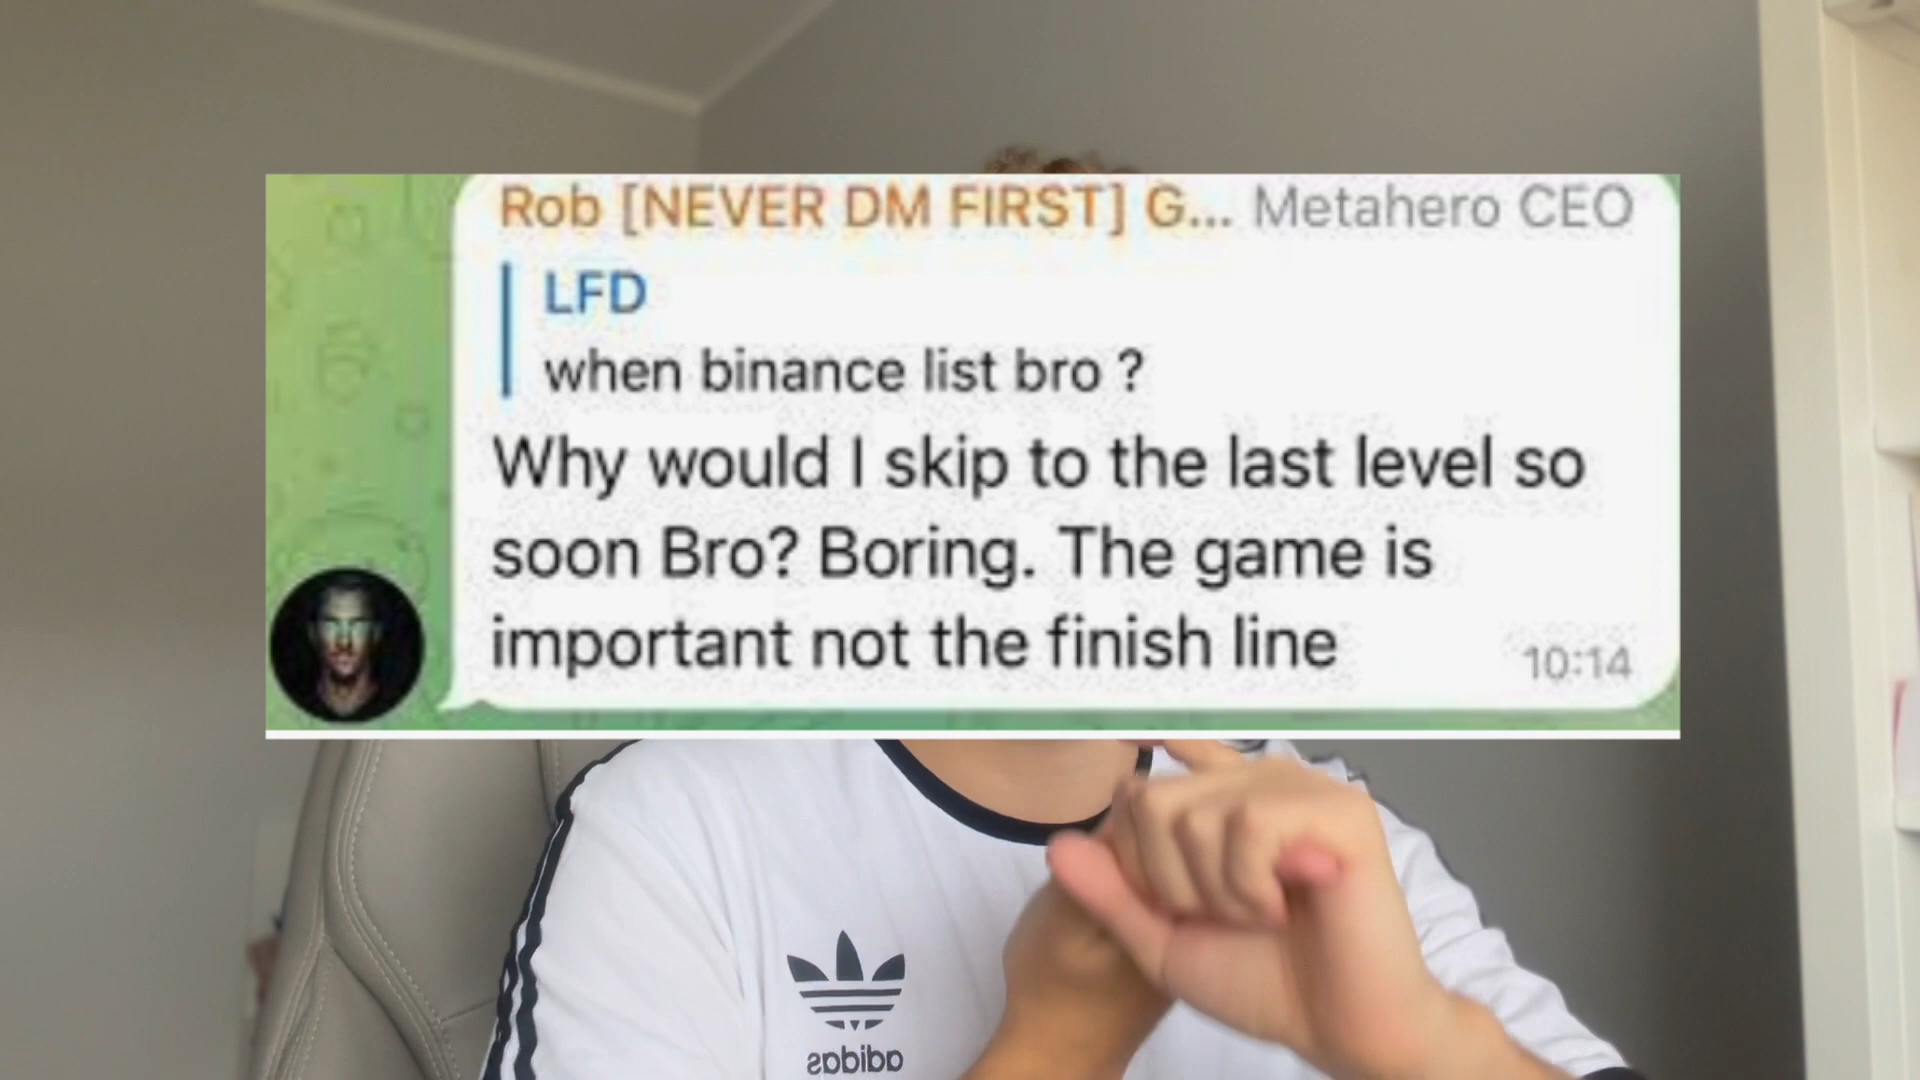 Rob [NEVER DM FIRST] G... Metahero CEO
LFD
when binance list bro ?
Why would I skip to the last level so
soon Bro? Boring. The game is
important not the finish line
10:14
adidas